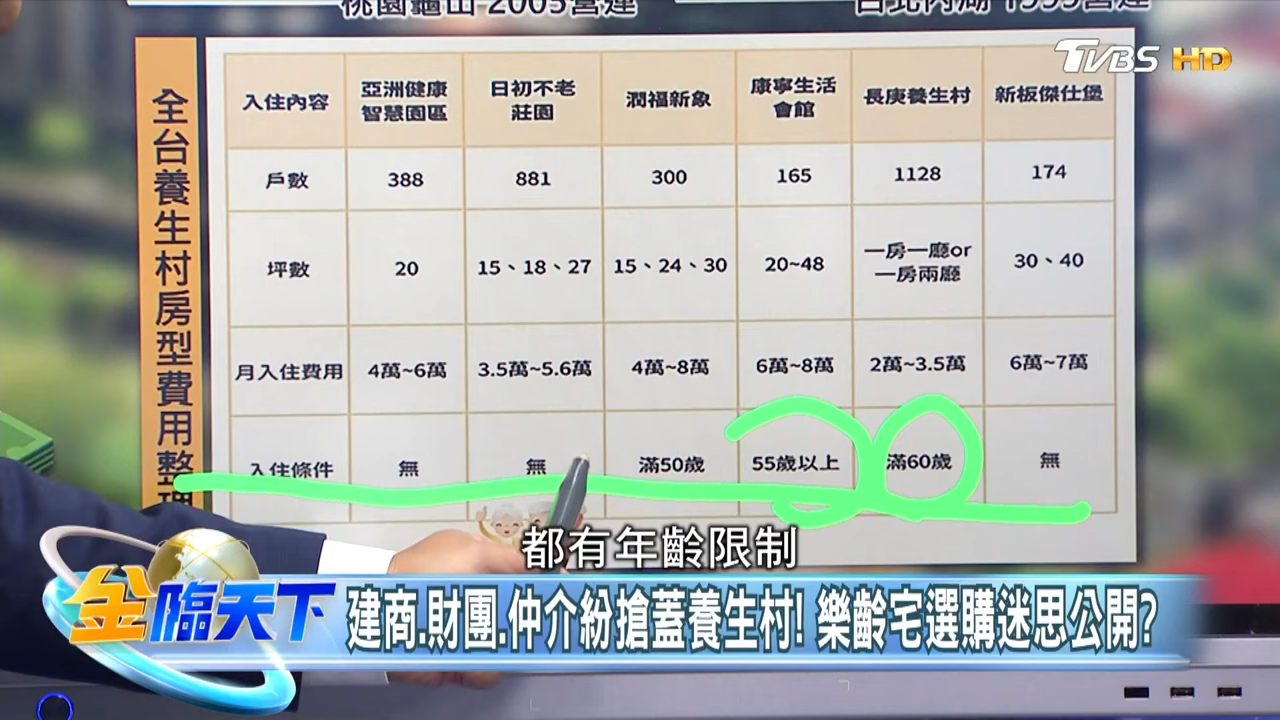 桃園龜山 2005營運
台北內湖 1995營運
TVBS HD
全台養生村房型費用整理
入住內容 亞洲健康智慧園區 日初不老莊園 潤福新象 康寧生活會館 長庚養生村 新板傑仕堡
戶數 388 881 300 165 1128 174
坪數 20 15、18、27 15、24、30 20~48 一房一廳or一房兩廳 30、40
月入住費用 4萬~6萬 3.5萬~5.6萬 4萬~8萬 6萬~8萬 2萬~3.5萬 6萬~7萬
入住條件 無 無 滿50歲 55歲以上 滿60歲 無
都有年齡限制
金臨天下
建商.財團.仲介紛搶蓋養生村! 樂齡宅選購迷思公開?